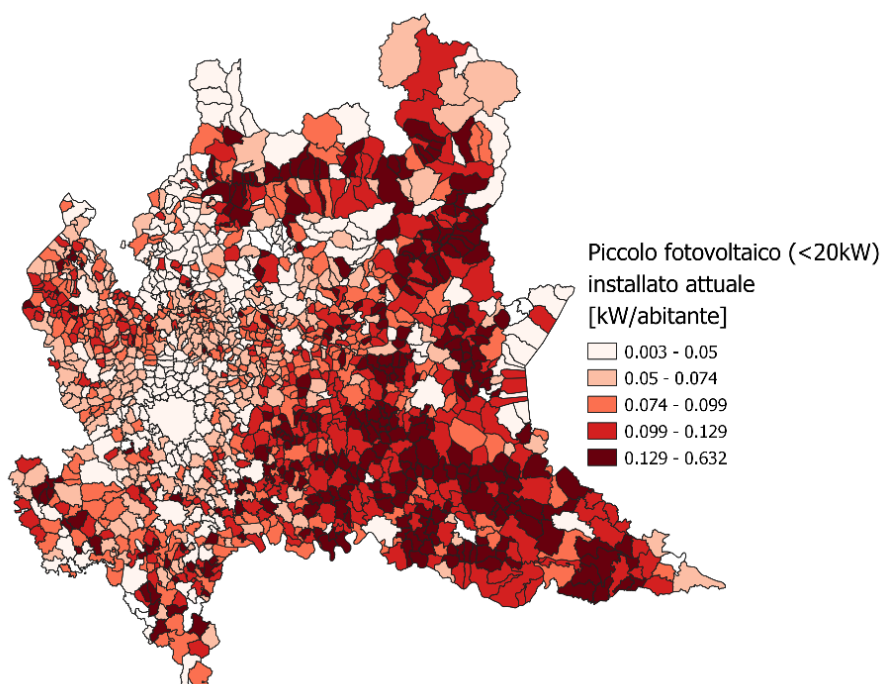 Piccolo fotovoltaico (<20kW)
installato attuale
[kW/abitante]
0.003 - 0.05
0.05 - 0.074
0.074 - 0.099
0.099 - 0.129
0.129 - 0.632